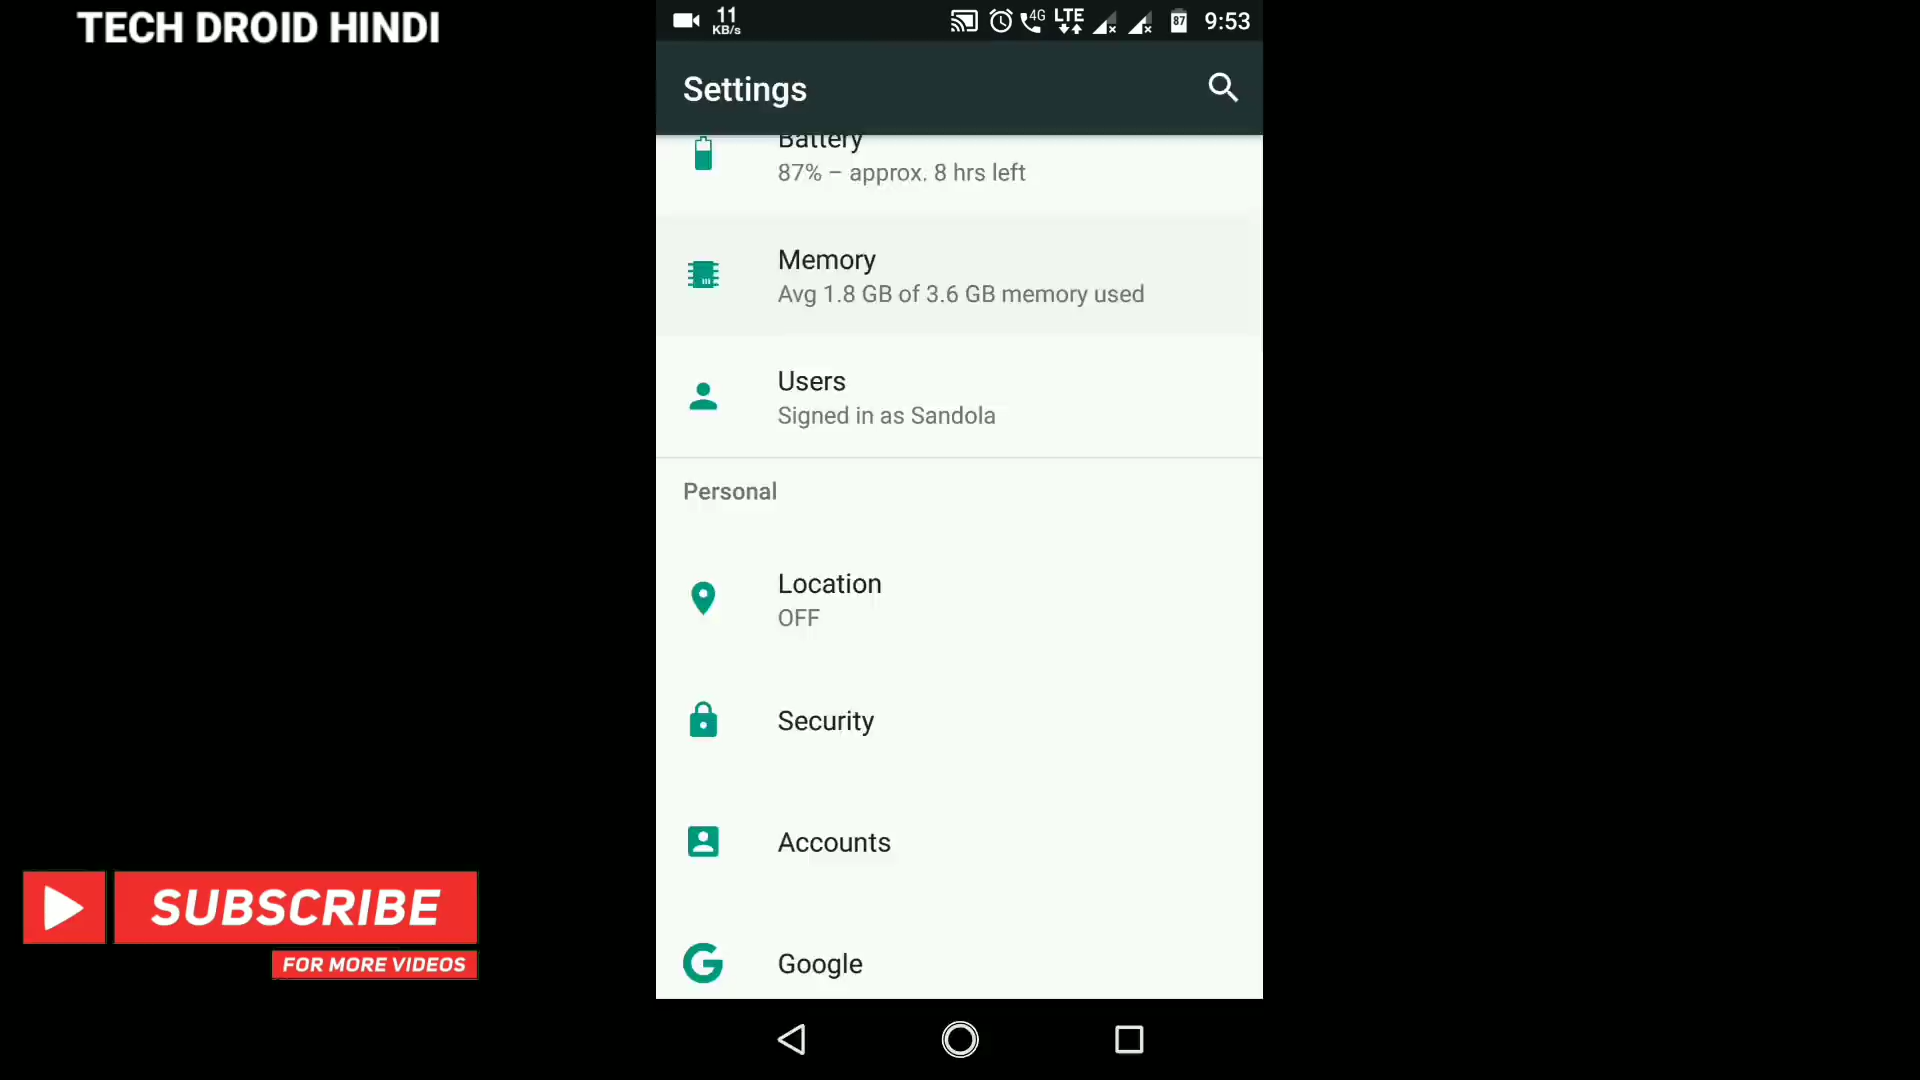 TECH DROID HINDI
11
KB/s
4G
LTE
87
9:53
Settings
Battery
87% – approx. 8 hrs left
Memory
Avg 1.8 GB of 3.6 GB memory used
Users
Signed in as Sandola
Personal
Location
OFF
Security
Accounts
Google
SUBSCRIBE
FOR MORE VIDEOS